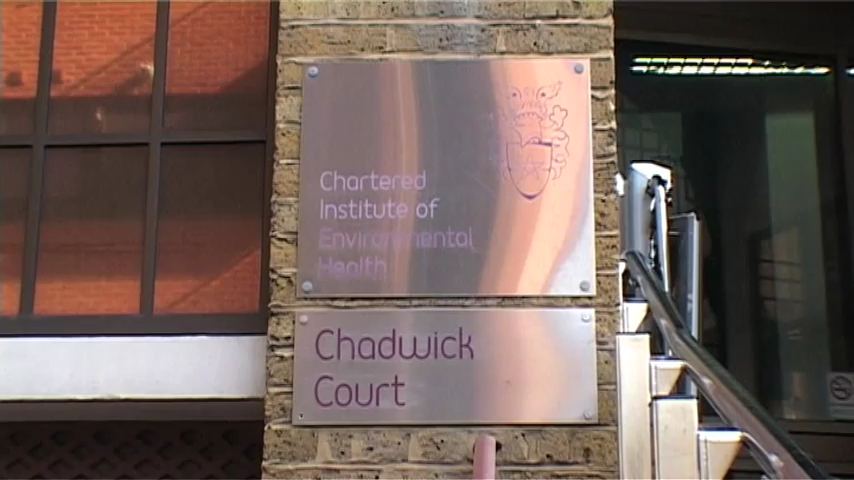 Chartered
Institute of
Environmental
Health
Chadwick
Court